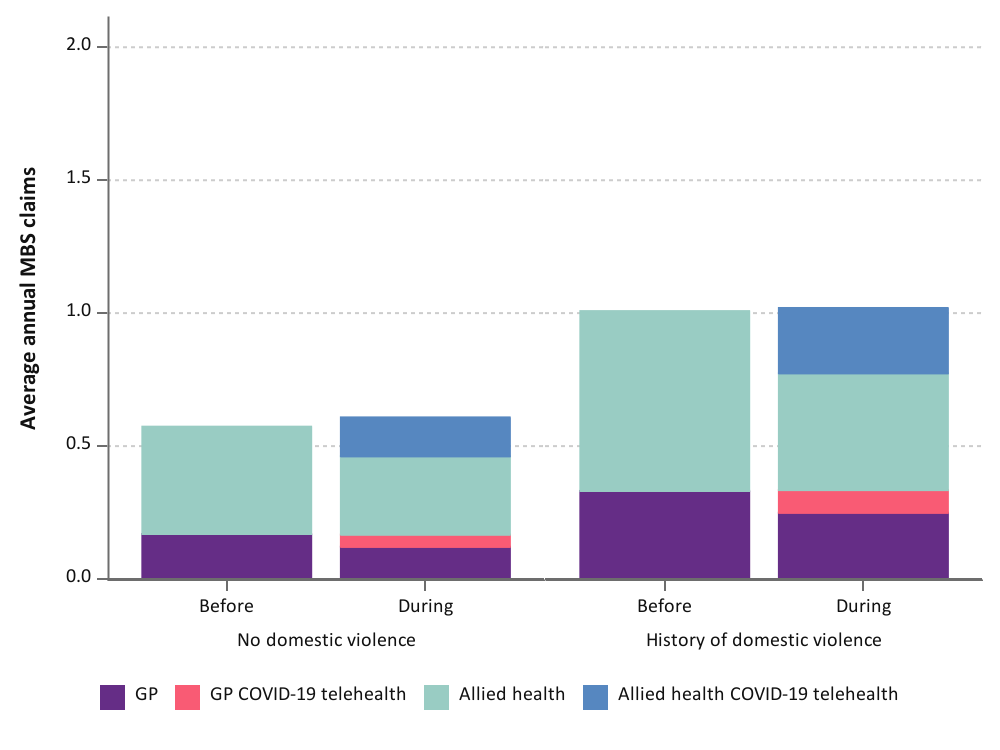 Average annual MBS claims
2.0
1.5
1.0
0.5
0.0
Before During Before During
No domestic violence History of domestic violence
GP GP COVID-19 telehealth Allied health Allied health COVID-19 telehealth